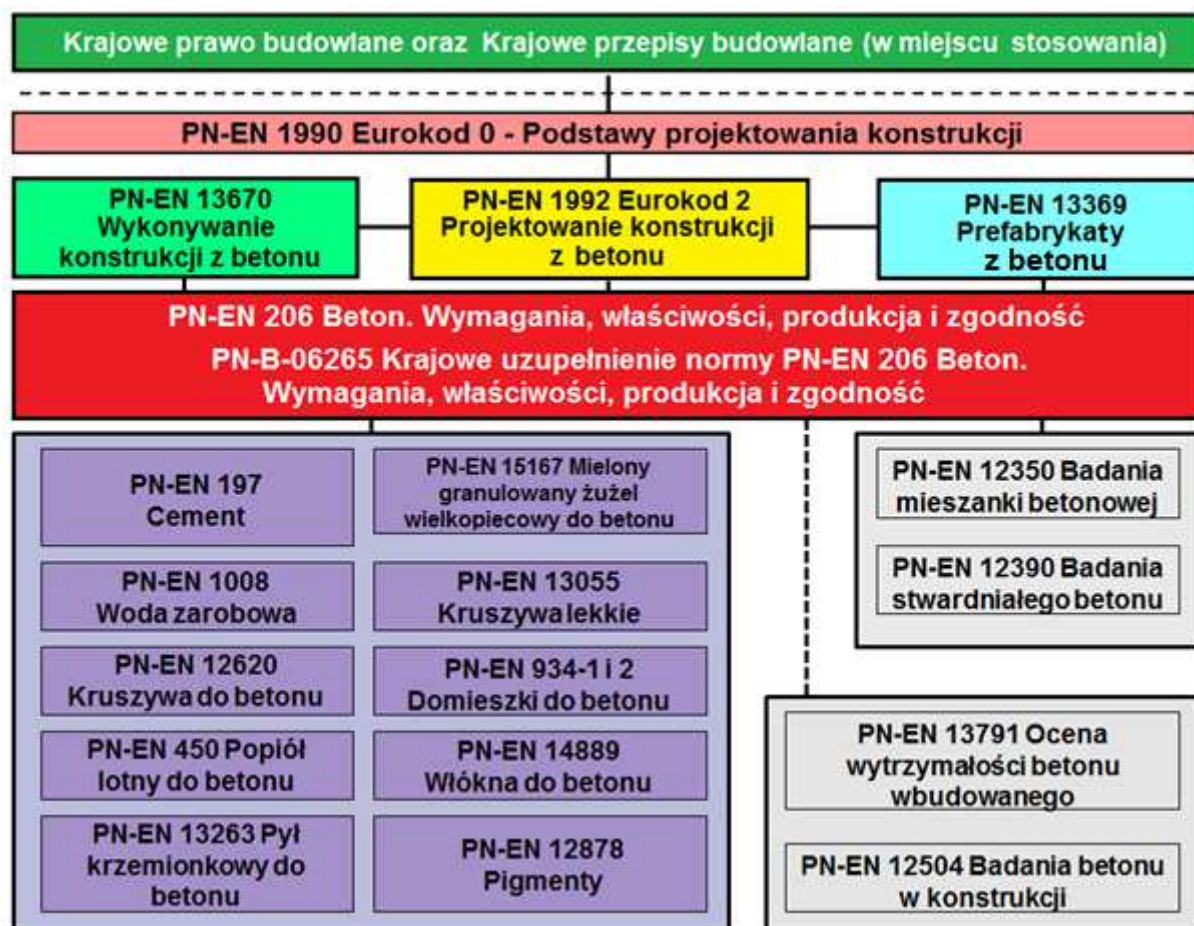 Krajowe prawo budowlane oraz Krajowe przepisy budowlane (w miejscu stosowania)
PN-EN 1990 Eurokod 0 - Podstawy projektowania konstrukcji
PN-EN 13670
Wykonywanie
konstrukcji z betonu
PN-EN 1992 Eurokod 2
Projektowanie konstrukcji
z betonu
PN-EN 13369
Prefabrykaty
z betonu
PN-EN 206 Beton. Wymagania, właściwości, produkcja i zgodność
PN-B-06265 Krajowe uzupełnienie normy PN-EN 206 Beton.
Wymagania, właściwości, produkcja i zgodność
PN-EN 197
Cement
PN-EN 15167 Mielony
granulowany żużel
wielkopiecowy do betonu
PN-EN 1008
Woda zarobowa
PN-EN 13055
Kruszywa lekkie
PN-EN 12620
Kruszywa do betonu
PN-EN 934-1 i 2
Domieszki do betonu
PN-EN 450 Popiół
lotny do betonu
PN-EN 14889
Włókna do betonu
PN-EN 13263 Pył
krzemionkowy do
betonu
PN-EN 12878
Pigmenty
PN-EN 12350 Badania
mieszanki betonowej
PN-EN 12390 Badania
stwardniałego betonu
PN-EN 13791 Ocena
wytrzymałości betonu
wbudowanego
PN-EN 12504 Badania betonu
w konstrukcji